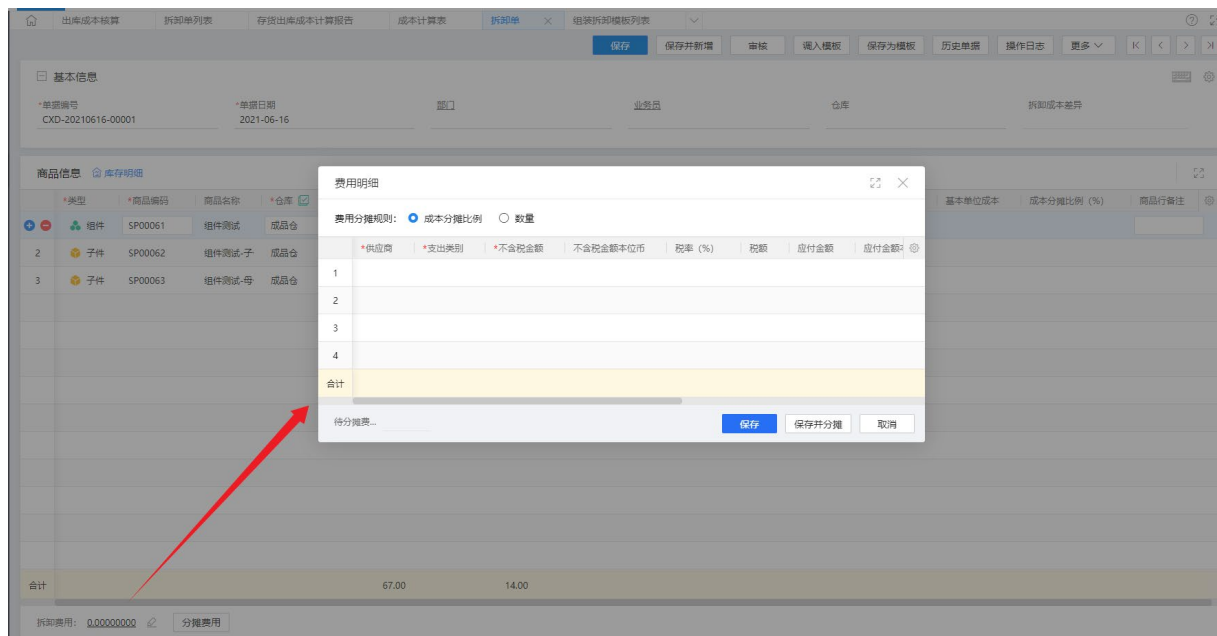 出库成本核算 拆卸单列表 存货出库成本计算报告 成本计算表 拆卸单 组装拆卸模板列表
保存 保存并新增 审核 调入模板 保存为模板 历史单据 操作日志 更多
基本信息
*单据编号 *单据日期 部门 业务员 仓库 拆卸成本差异
CXD-20210616-00001 2021-06-16
商品信息 库存明细
*类型 *商品编码 商品名称 *仓库 基本单位成本 成本分摊比例 (%) 商品行备注
组件 SP00061 组件测试 成品仓
2 子件 SP00062 组件测试-子 成品仓
3 子件 SP00063 组件测试-母 成品仓
费用明细
费用分摊规则: 成本分摊比例 数量
*供应商 *支出类别 *不含税金额 不含税金额本位币 税率 (%) 税额 应付金额 应付金额
1
2
3
4
合计
待分摊费... 保存 保存并分摊 取消
合计 67.00 14.00
拆卸费用: 0.00000000 分摊费用